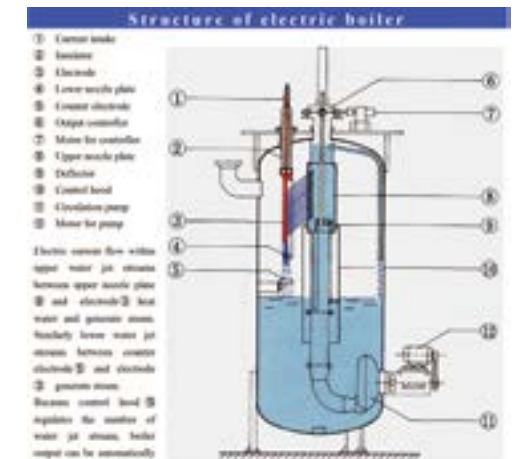 Structure of electric boiler
① Current intake
② Insulator
③ Electrode
④ Lower nozzle plate
⑤ Counter electrode
⑥ Output controller
⑦ Motor for controller
⑧ Upper nozzle plate
⑨ Deflector
⑩ Control hood
⑪ Circulation pump
⑫ Motor for pump
Electric current flow within
upper water jet streams
between upper nozzle plate
⑧ and electrode ③ heat
water and generate steam.
Similarly lower water jet
streams between counter
electrode ⑤ and electrode
③ generate steam.
Because control hood
regulates the number of
water jet stream, boiler
output can be automatically
①
②
③
④
⑤
⑥
⑦
⑧
⑨
⑩
⑫
⑪